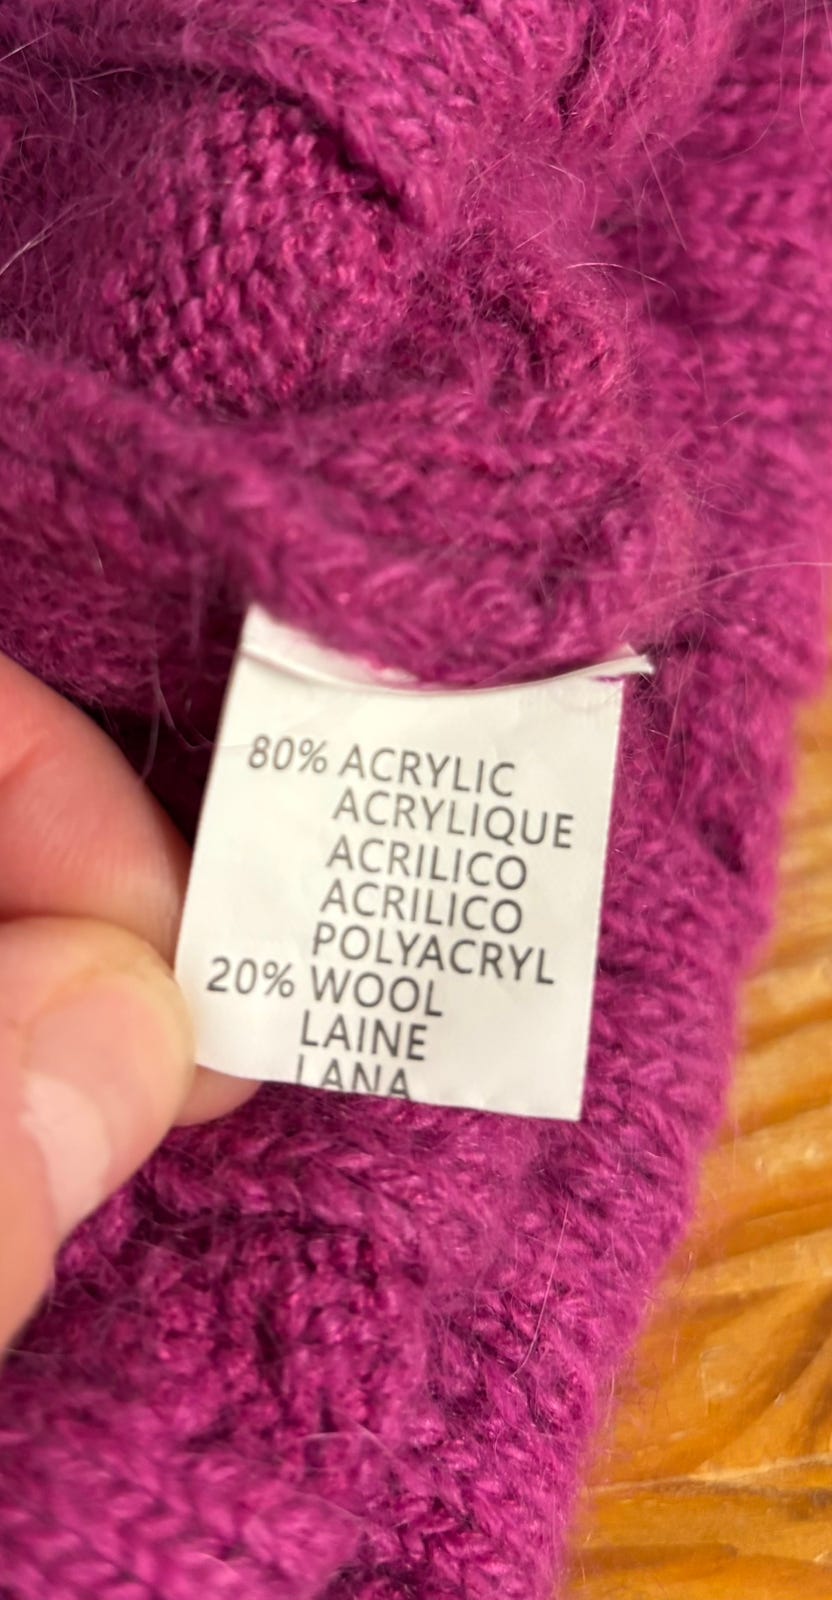 80% ACRYLIC
ACRYLIQUE
ACRILICO
ACRILICO
POLYACRYL
20% WOOL
LAINE
LANA